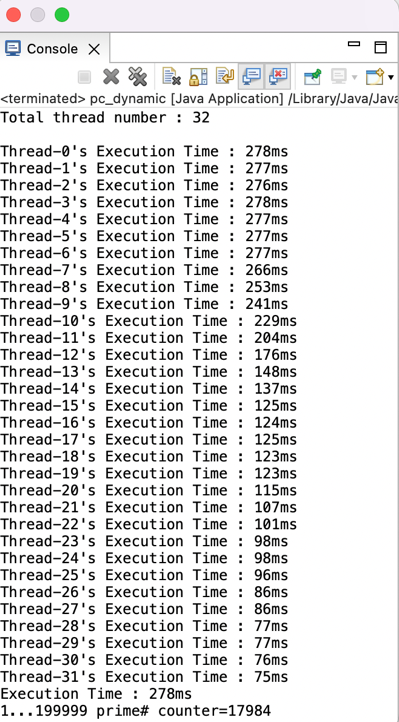 Console
<terminated> pc_dynamic [Java Application] /Library/Java/Java
Total thread number : 32
Thread-0's Execution Time : 278ms
Thread-1's Execution Time : 277ms
Thread-2's Execution Time : 276ms
Thread-3's Execution Time : 278ms
Thread-4's Execution Time : 277ms
Thread-5's Execution Time : 277ms
Thread-6's Execution Time : 277ms
Thread-7's Execution Time : 266ms
Thread-8's Execution Time : 253ms
Thread-9's Execution Time : 241ms
Thread-10's Execution Time : 229ms
Thread-11's Execution Time : 204ms
Thread-12's Execution Time : 176ms
Thread-13's Execution Time : 148ms
Thread-14's Execution Time : 137ms
Thread-15's Execution Time : 125ms
Thread-16's Execution Time : 124ms
Thread-17's Execution Time : 125ms
Thread-18's Execution Time : 123ms
Thread-19's Execution Time : 123ms
Thread-20's Execution Time : 115ms
Thread-21's Execution Time : 107ms
Thread-22's Execution Time : 101ms
Thread-23's Execution Time : 98ms
Thread-24's Execution Time : 98ms
Thread-25's Execution Time : 96ms
Thread-26's Execution Time : 86ms
Thread-27's Execution Time : 86ms
Thread-28's Execution Time : 77ms
Thread-29's Execution Time : 77ms
Thread-30's Execution Time : 76ms
Thread-31's Execution Time : 75ms
Execution Time : 278ms
1...199999 prime# counter=17984